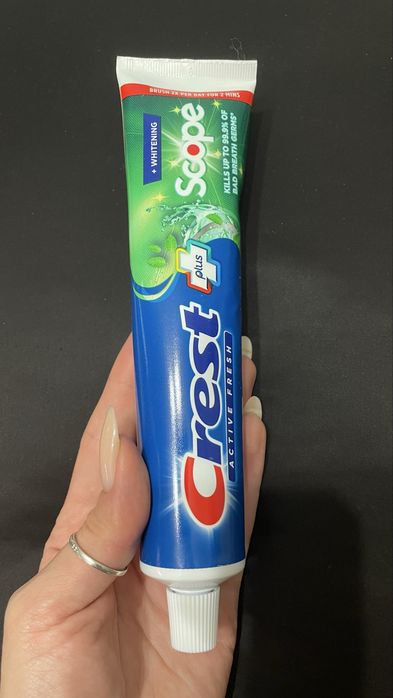 BRUSH 2X PER DAY FOR 2 MINS
Crest
ACTIVE FRESH
plus
Scope
+ WHITENING
KILLS UP TO 99.9% OF
BAD BREATH GERMS*